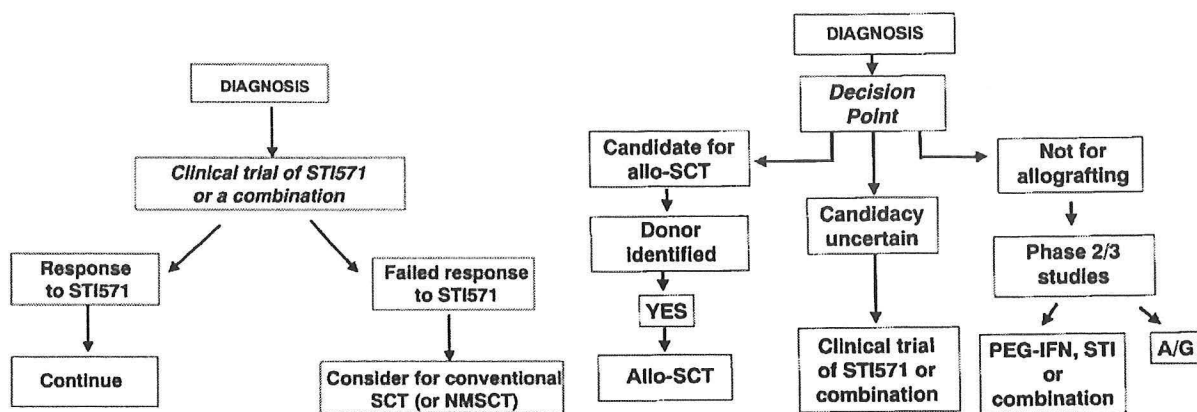 DIAGNOSIS
Clinical trial of STI571
or a combination
Response
to STI571
Failed response
to STI571
Continue
Consider for conventional
SCT (or NMSCT)
DIAGNOSIS
Decision
Point
Candidate for
allo-SCT
Donor
identified
YES
Allo-SCT
Candidacy
uncertain
Clinical trial
of STI571 or
combination
Not for
allografting
Phase 2/3
studies
PEG-IFN, STI
or
combination
A/G